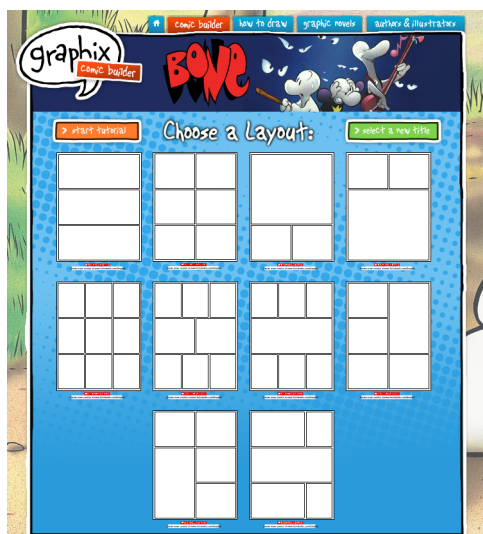 comic builder
how to draw
graphic novels
authors & illustrators
graphix
comic builder
BONE
> start tutorial
Choose a Layout:
> select a new title